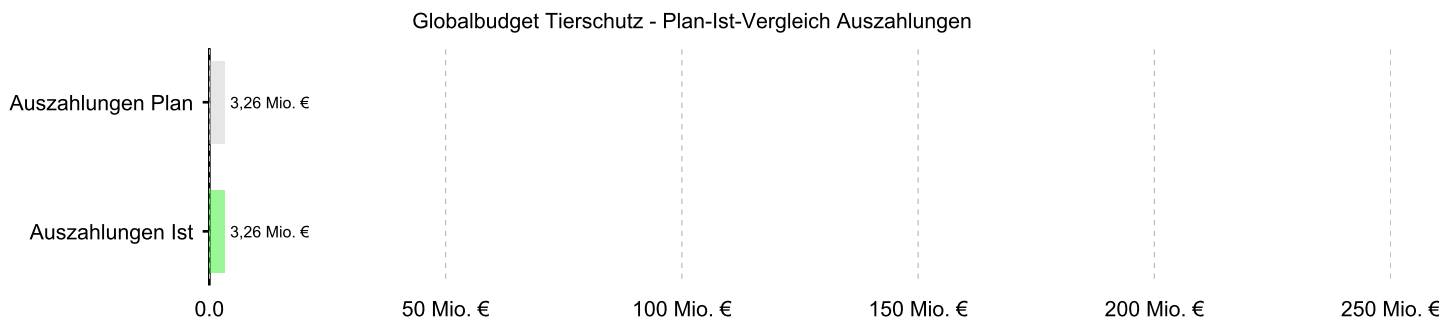 Globalbudget Tierschutz - Plan-Ist-Vergleich Auszahlungen
Auszahlungen Plan
3,26 Mio. €
Auszahlungen Ist
3,26 Mio. €
0.0
50 Mio. €
100 Mio. €
150 Mio. €
200 Mio. €
250 Mio. €